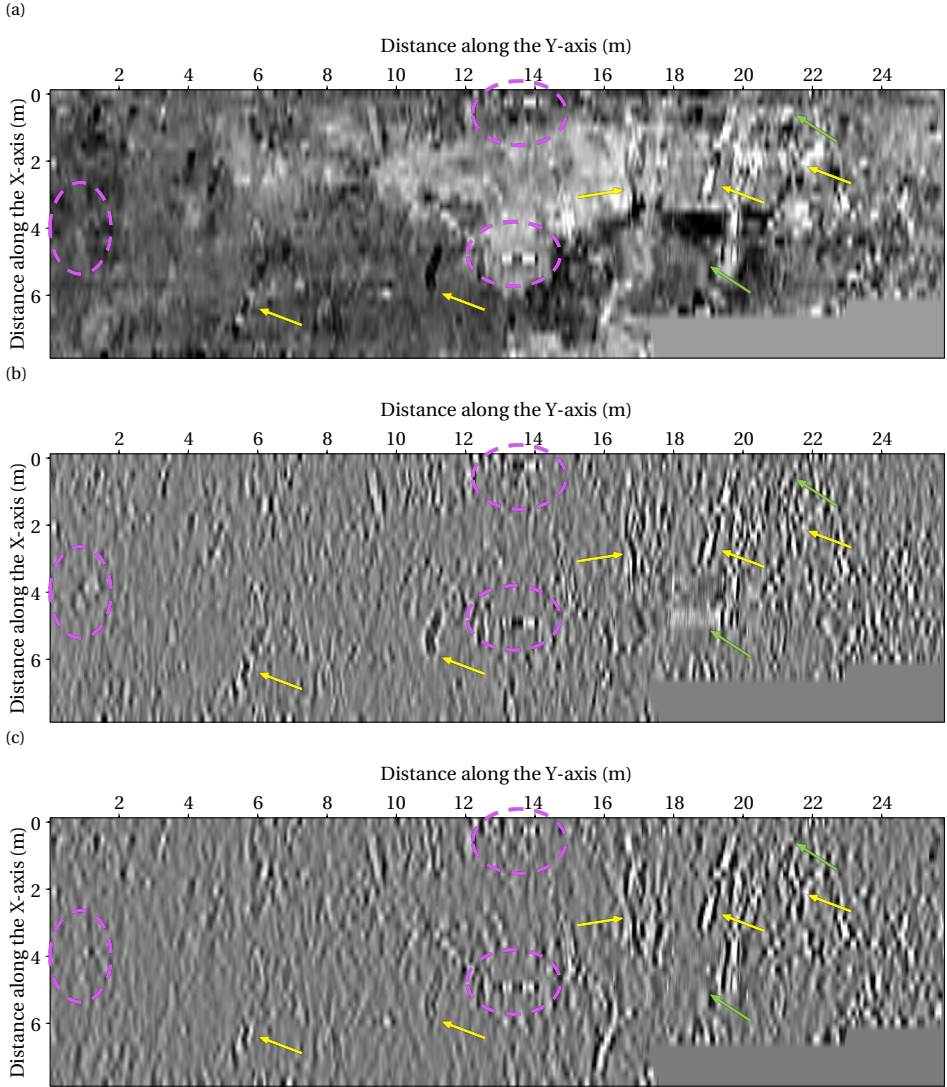 (a)
Distance along the Y-axis (m)
2 4 6 8 10 12 14 16 18 20 22 24
Distance along the X-axis (m)
0
2
4
6
(b)
Distance along the Y-axis (m)
2 4 6 8 10 12 14 16 18 20 22 24
Distance along the X-axis (m)
0
2
4
6
(c)
Distance along the Y-axis (m)
2 4 6 8 10 12 14 16 18 20 22 24
Distance along the X-axis (m)
0
2
4
6